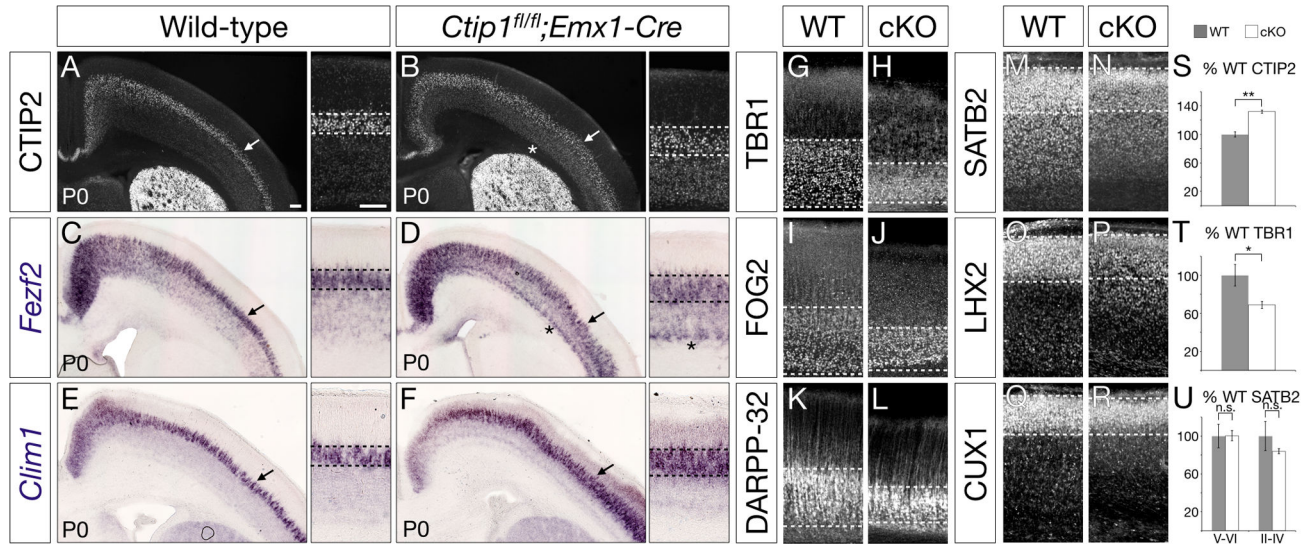 Wild-type
Ctip1fl/fl;Emx1-Cre
WT
cKO
WT
cKO
WT
cKO
CTIP2
A
P0
B
*
P0
TBR1
G
H
SATB2
M
N
S
% WT CTIP2
**
140
100
60
20
Fezf2
C
P0
D
*
*
P0
FOG2
I
J
LHX2
O
P
T
% WT TBR1
*
100
60
20
Clim1
E
P0
F
P0
DARPP-32
K
L
CUX1
Q
R
U
% WT SATB2
n.s.
n.s.
100
60
20
V-VI
II-IV